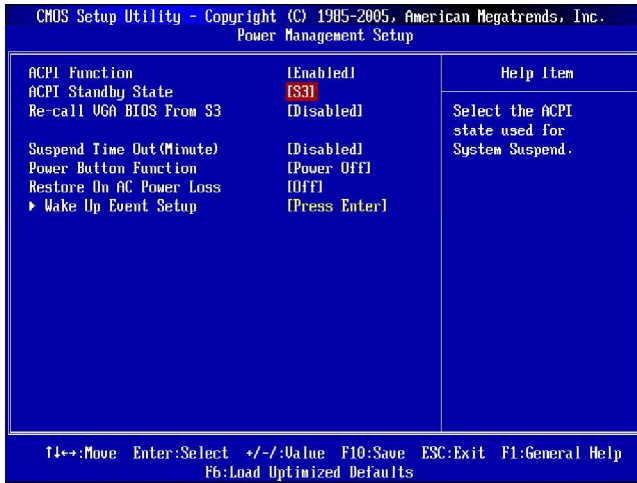 CMOS Setup Utility - Copyright (C) 1985-2005, American Megatrends, Inc.
Power Management Setup
ACPI Function [Enabled]
ACPI Standby State [S3]
Re-call VGA BIOS From S3 [Disabled]
Suspend Time Out(Minute) [Disabled]
Power Button Function [Power Off]
Restore On AC Power Loss [Off]
▸ Wake Up Event Setup [Press Enter]
Help Item
Select the ACPI
state used for
System Suspend.
↑↓←→:Move Enter:Select +/-/:Value F10:Save ESC:Exit F1:General Help
F6:Load Optimized Defaults